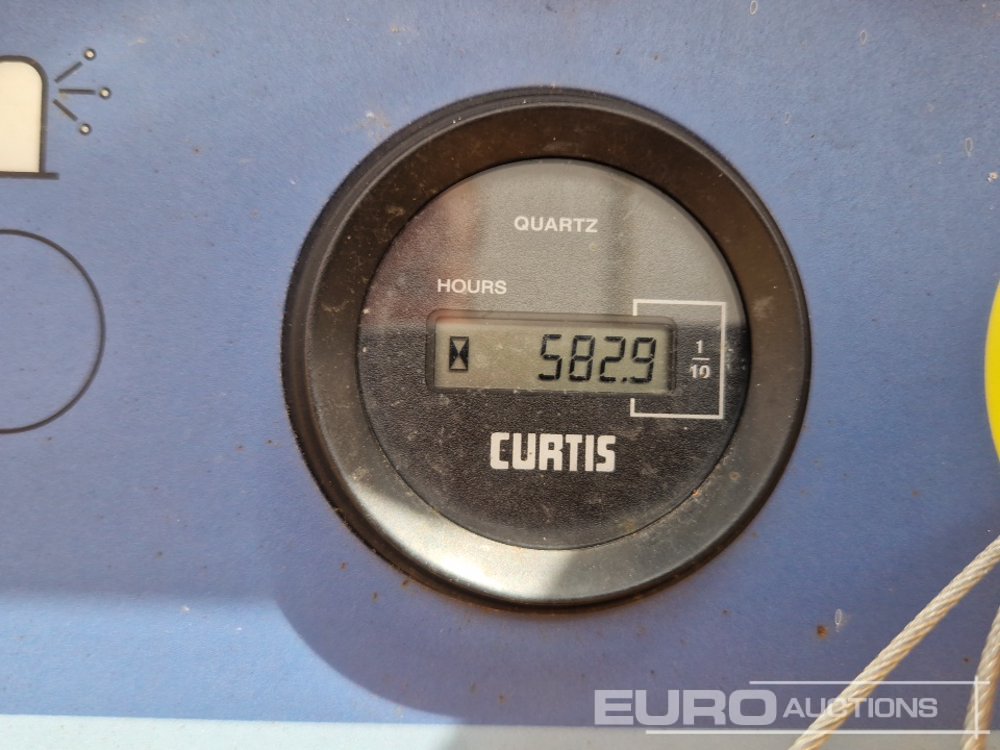 QUARTZ
HOURS
582.9
1
10
CURTIS
EURO AUCTIONS